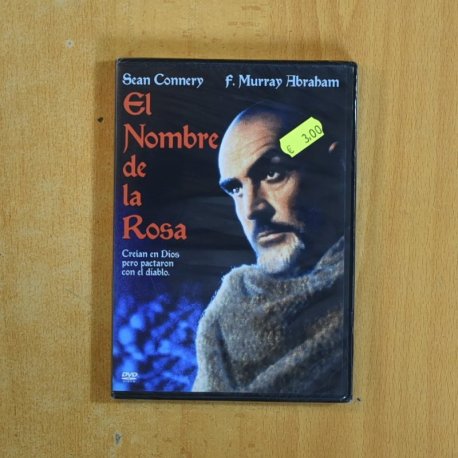 Sean Connery F. Murray Abraham
El
Nombre
de
la
Rosa
Creían en Dios
pero pactaron
con el diablo.
€ 3,00
DVD